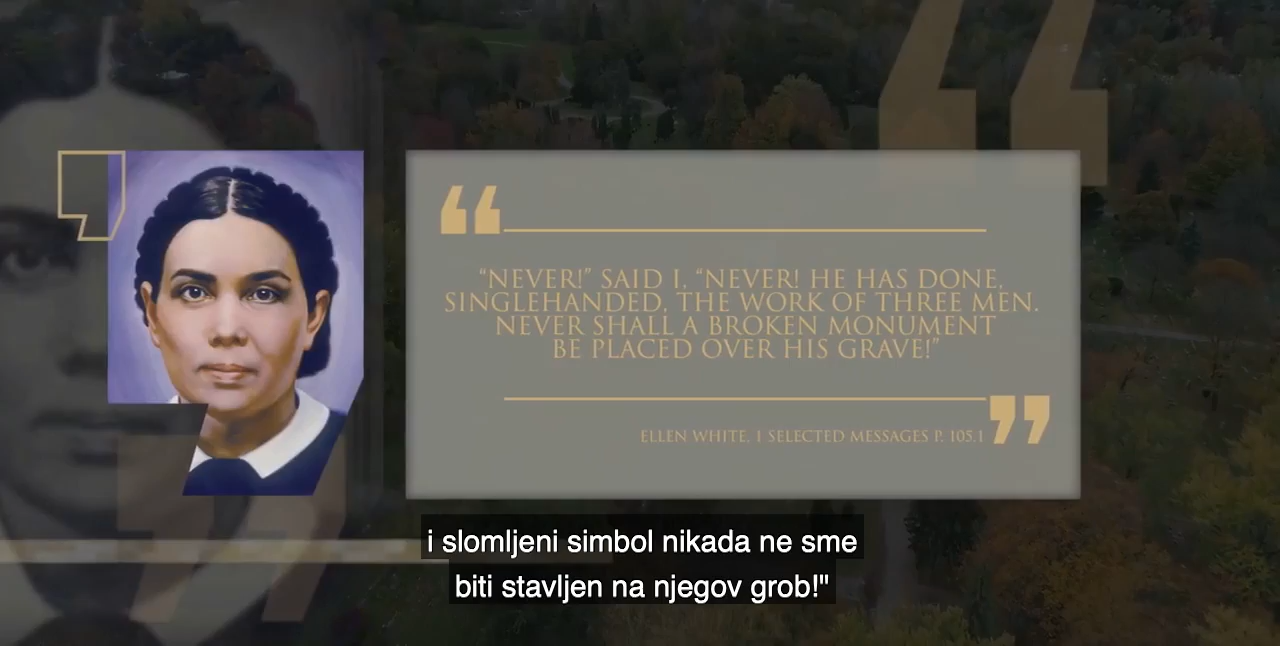 “NEVER!” SAID I, “NEVER! HE HAS DONE,
SINGLEHANDED, THE WORK OF THREE MEN.
NEVER SHALL A BROKEN MONUMENT
BE PLACED OVER HIS GRAVE!”
ELLEN WHITE, 1 SELECTED MESSAGES P. 105.1
i slomljeni simbol nikada ne sme
biti stavljen na njegov grob!"